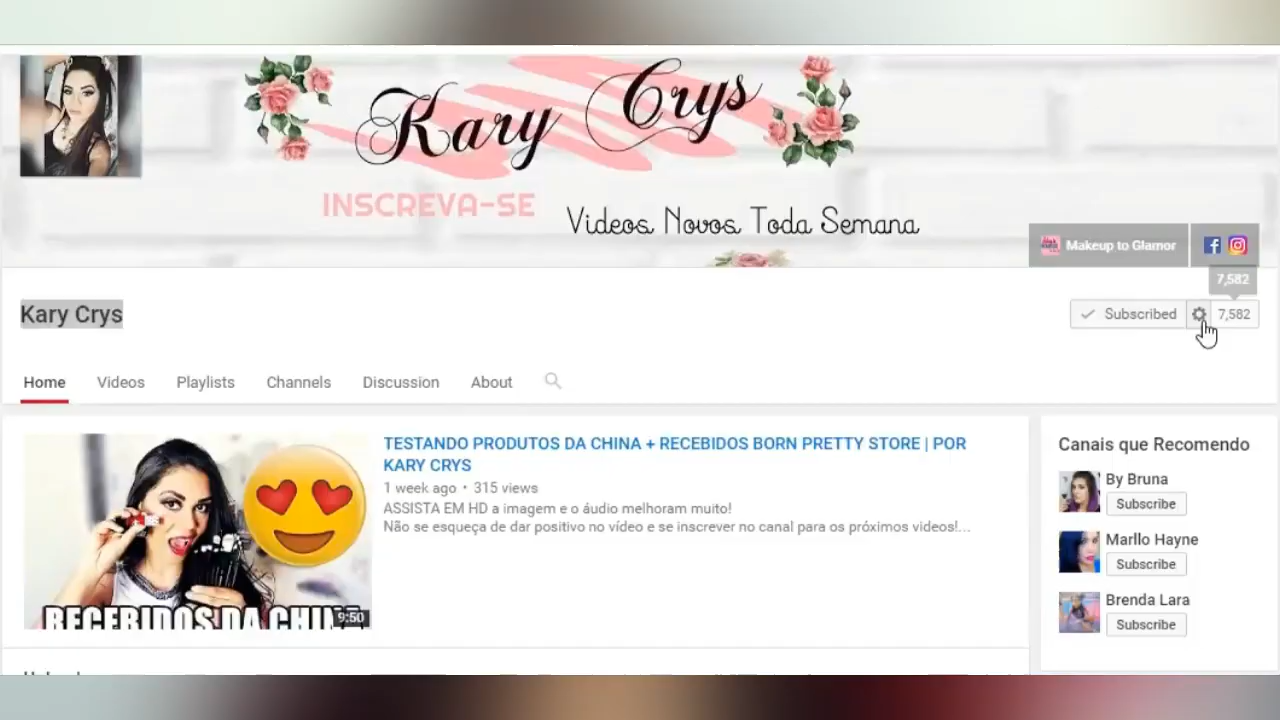 Kary Crys
INSCREVA-SE
Videos Novos Toda Semana
Makeup to Glamor
7,582
Kary Crys
Subscribed
7,582
Home
Videos
Playlists
Channels
Discussion
About
TESTANDO PRODUTOS DA CHINA + RECEBIDOS BORN PRETTY STORE | POR
KARY CRYS
1 week ago • 315 views
ASSISTA EM HD a imagem e o áudio melhoram muito!
Não se esqueça de dar positivo no vídeo e se inscrever no canal para os próximos videos!...
RECEBIDOS DA CHI
9:50
Canais que Recomendo
By Bruna
Subscribe
Marllo Hayne
Subscribe
Brenda Lara
Subscribe